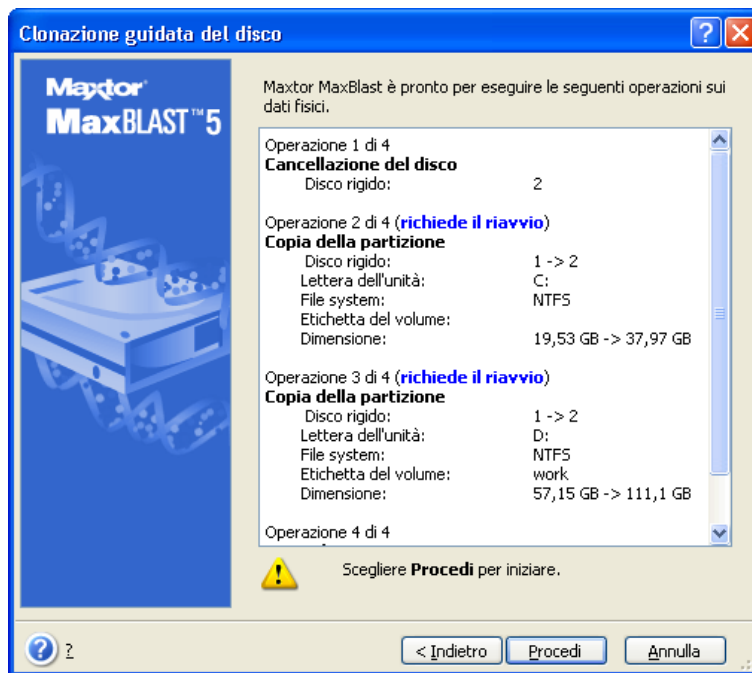 Clonazione guidata del disco
Maxtor
MaxBLAST™5
Maxtor MaxBlast è pronto per eseguire le seguenti operazioni sui
dati fisici.
Operazione 1 di 4
Cancellazione del disco
Disco rigido: 2
Operazione 2 di 4 (richiede il riavvio)
Copia della partizione
Disco rigido: 1 -> 2
Lettera dell'unità: C:
File system: NTFS
Etichetta del volume:
Dimensione: 19,53 GB -> 37,97 GB
Operazione 3 di 4 (richiede il riavvio)
Copia della partizione
Disco rigido: 1 -> 2
Lettera dell'unità: D:
File system: NTFS
Etichetta del volume: work
Dimensione: 57,15 GB -> 111,1 GB
Operazione 4 di 4
Scegliere Procedi per iniziare.
? < Indietro Procedi Annulla